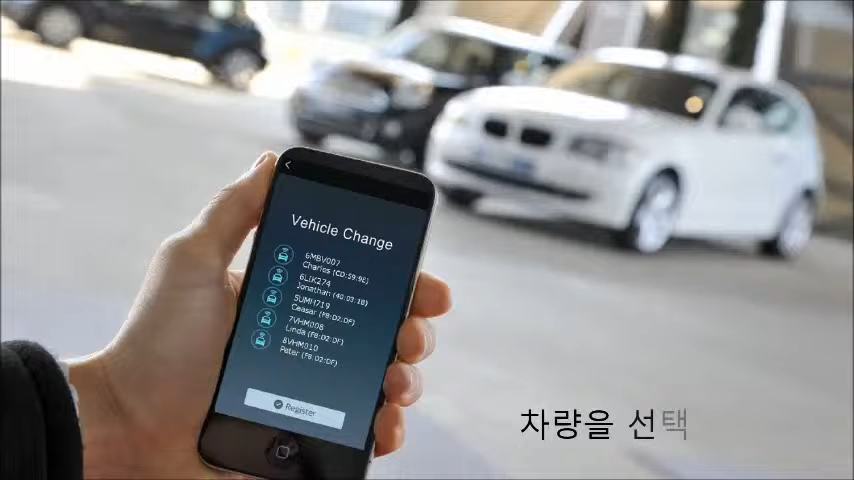 Vehicle Change
6MBV007
Charles (CD:59:9E)
6LIK274
Jonathan (40:03:1B)
5UMH719
Ceasar (F8:D2:DF)
7VHM008
Linda (F8:D2:DF)
8VHM010
Peter (F8:D2:DF)
Register
차량을 선택